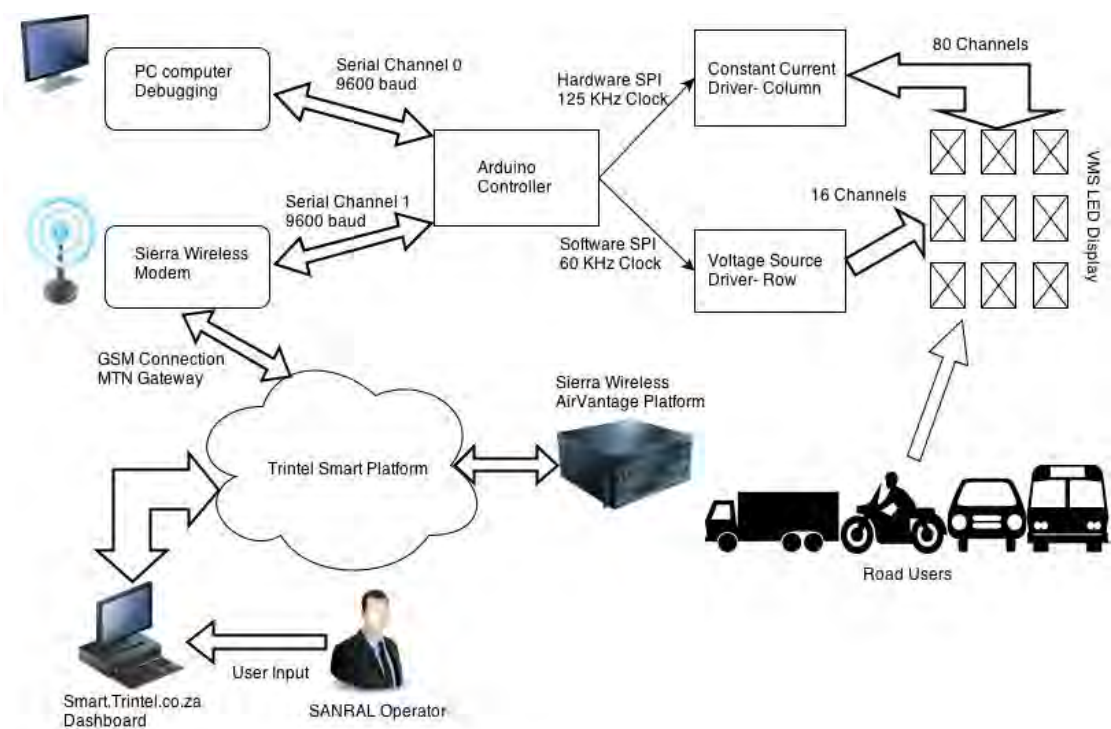 PC computer
Debugging
Serial Channel 0
9600 baud
Hardware SPI
125 KHz Clock
Constant Current
Driver- Column
80 Channels
Arduino
Controller
VMS LED Display
Serial Channel 1
9600 baud
16 Channels
Sierra Wireless
Modem
Software SPI
60 KHz Clock
Voltage Source
Driver- Row
GSM Connection
MTN Gateway
Sierra Wireless
AirVantage Platform
Trintel Smart Platform
Road Users
User Input
Smart.Trintel.co.za
Dashboard
SANRAL Operator